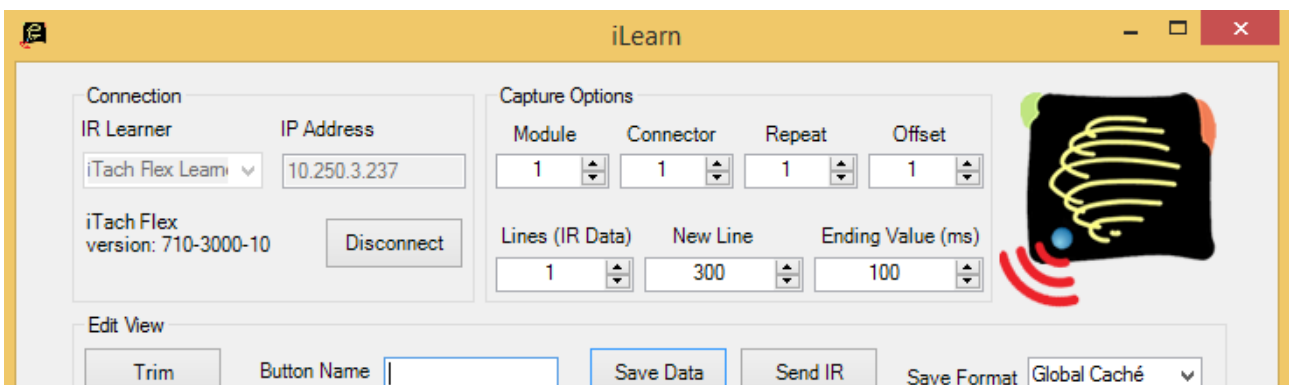 iLearn
Connection
IR Learner IP Address
iTach Flex Learn 10.250.3.237
iTach Flex
version: 710-3000-10
Disconnect
Capture Options
Module Connector Repeat Offset
1 1 1 1
Lines (IR Data) New Line Ending Value (ms)
1 300 100
Edit View
Trim Button Name Save Data Send IR Save Format Global Caché